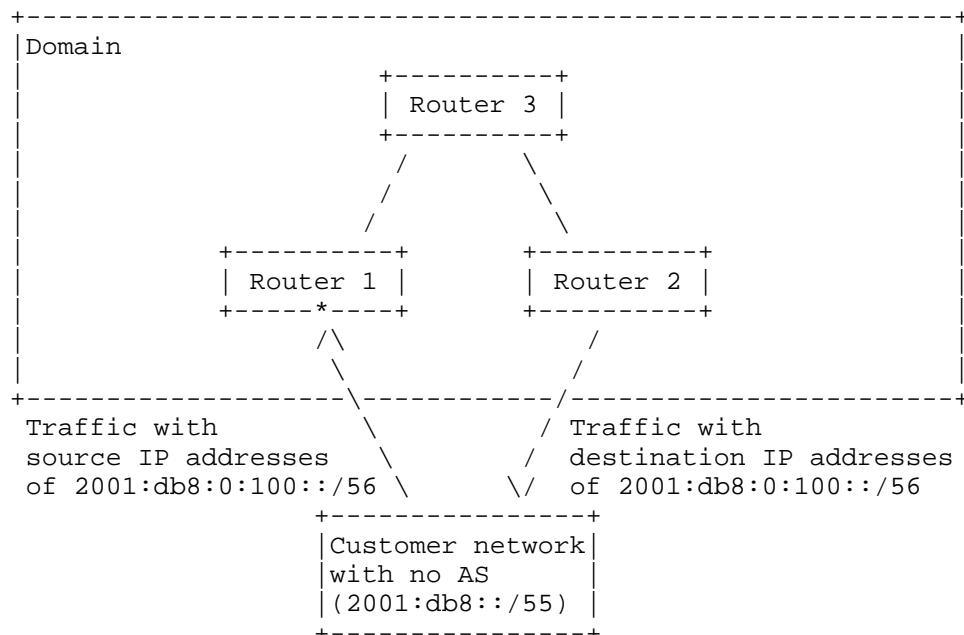 Domain
Router 3
Router 1
Router 2
Traffic with
source IP addresses
of 2001:db8:0:100::/56
Traffic with
destination IP addresses
of 2001:db8:0:100::/56
Customer network
with no AS
(2001:db8::/55)